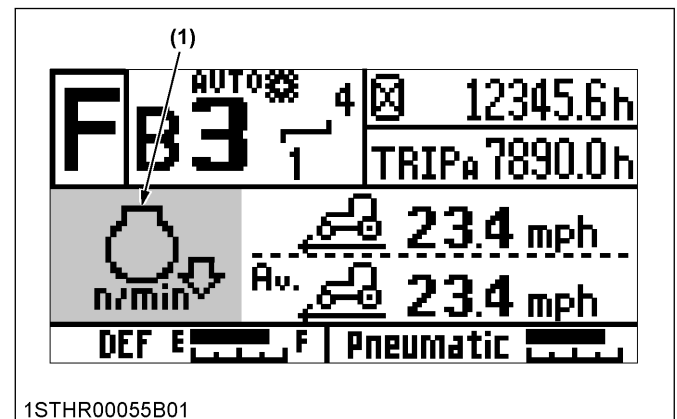 (1)
AUTO
F B3 1 4
12345.6h
TRIPA 7890.0h
n/min
23.4 mph
Av. 23.4 mph
DEF E F
Pneumatic
1STHR00055B01